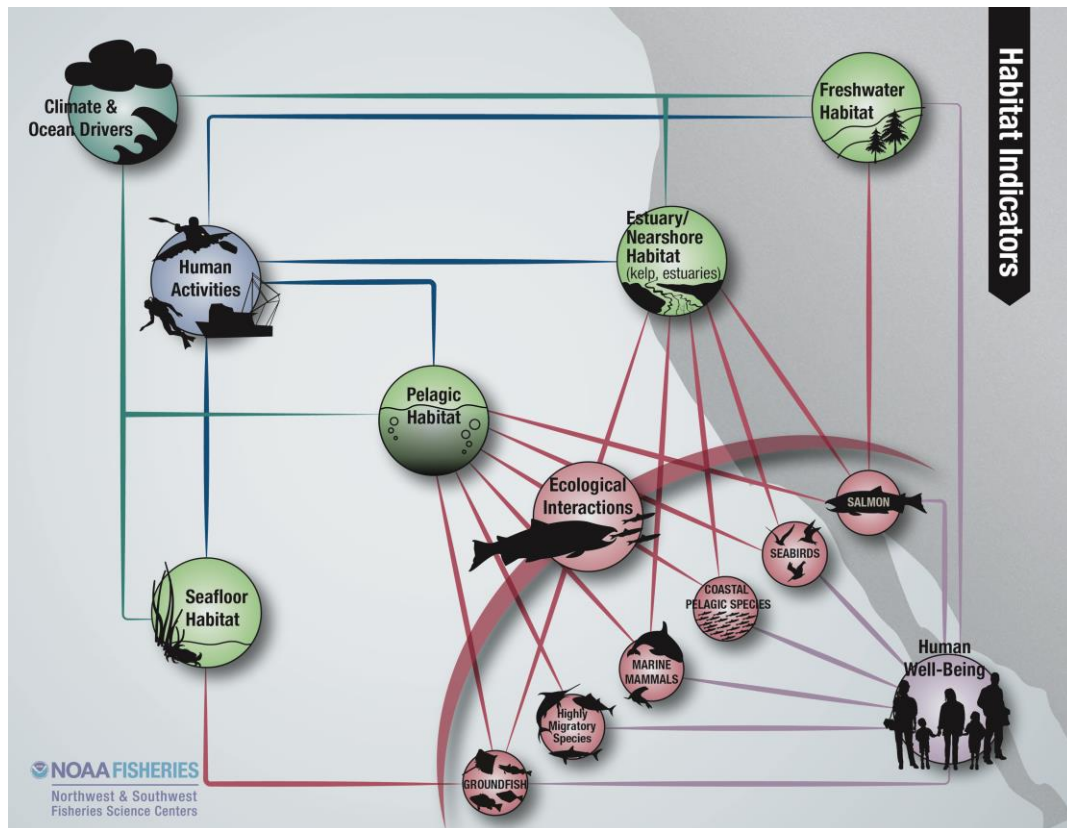 Habitat Indicators
Climate &
Ocean Drivers
Freshwater
Habitat
Human
Activities
Estuary/
Nearshore
Habitat
(kelp, estuaries)
Pelagic
Habitat
Ecological
Interactions
SALMON
SEABIRDS
COASTAL
PELAGIC SPECIES
Seafloor
Habitat
MARINE
MAMMALS
Human
Well-Being
Highly
Migratory
Species
GROUNDFISH
NOAA FISHERIES
Northwest & Southwest
Fisheries Science Centers